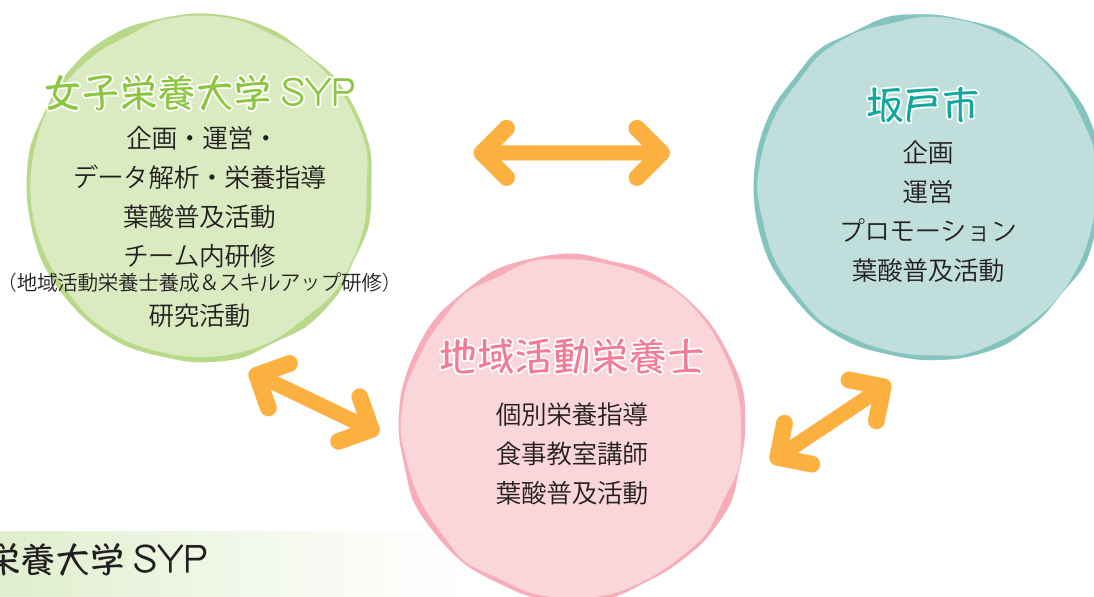 女子栄養大学 SYP
企画・運営・
データ解析・栄養指導
葉酸普及活動
チーム内研修
（地域活動栄養士養成＆スキルアップ研修）
研究活動
坂戸市
企画
運営
プロモーション
葉酸普及活動
地域活動栄養士
個別栄養指導
食事教室講師
葉酸普及活動
栄養大学 SYP